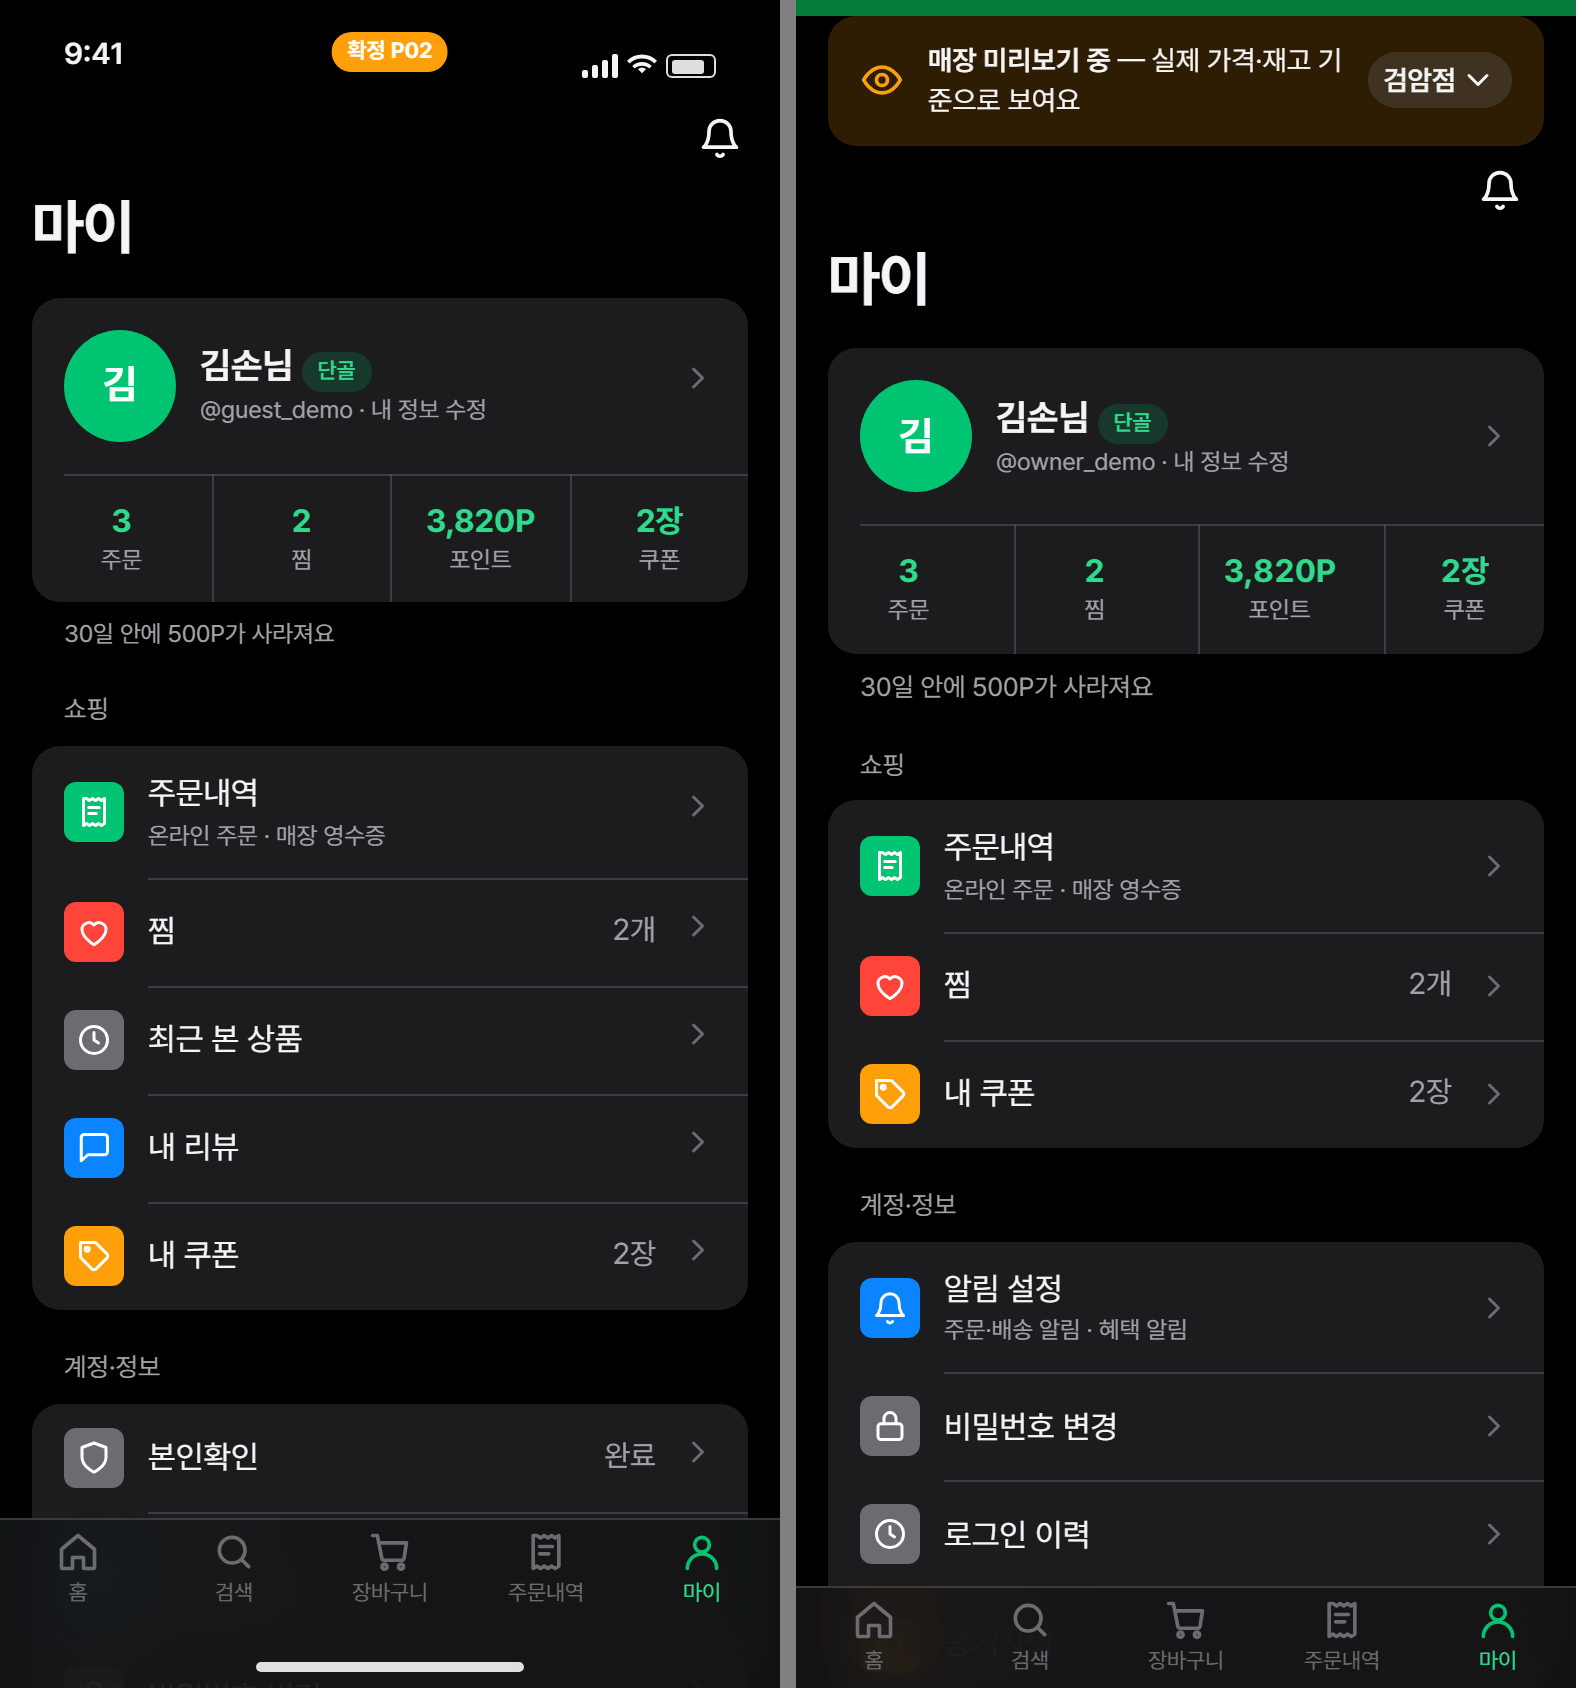 9:41
확정 P02
마이
김
김손님 단골
@guest_demo · 내 정보 수정
3 2 3,820P 2장
주문 찜 포인트 쿠폰
30일 안에 500P가 사라져요
쇼핑
주문내역
온라인 주문 · 매장 영수증
찜 2개
최근 본 상품
내 리뷰
내 쿠폰 2장
계정·정보
본인확인 완료
홈 검색 장바구니 주문내역 마이
매장 미리보기 중 — 실제 가격·재고 기
준으로 보여요
검암점
마이
김
김손님 단골
@owner_demo · 내 정보 수정
3 2 3,820P 2장
주문 찜 포인트 쿠폰
30일 안에 500P가 사라져요
쇼핑
주문내역
온라인 주문 · 매장 영수증
찜 2개
내 쿠폰 2장
계정·정보
알림 설정
주문·배송 알림 · 혜택 알림
비밀번호 변경
로그인 이력
홈 검색 장바구니 주문내역 마이